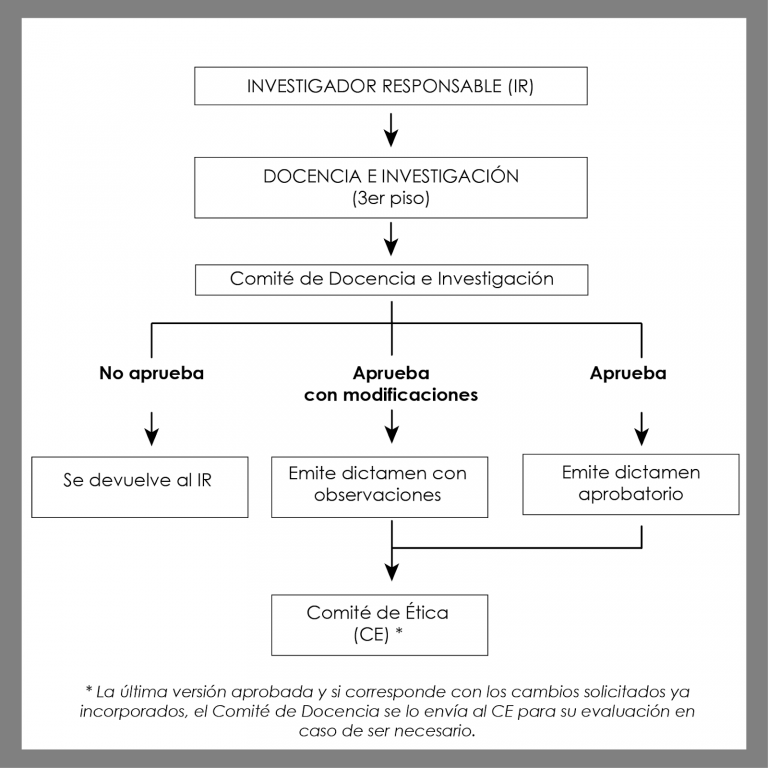 INVESTIGADOR RESPONSABLE (IR)
DOCENCIA E INVESTIGACIÓN
(3er piso)
Comité de Docencia e Investigación
No aprueba
Aprueba
con modificaciones
Aprueba
Se devuelve al IR
Emite dictamen con
observaciones
Emite dictamen
aprobatorio
Comité de Ética
(CE) *
* La última versión aprobada y si corresponde con los cambios solicitados ya
incorporados, el Comité de Docencia se lo envía al CE para su evaluación en
caso de ser necesario.